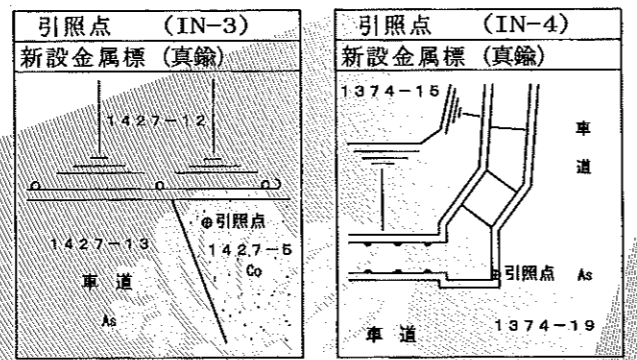 引照点 (IN-3)
新設金属標 (真鍮)
1427-12
⊕引照点
1427-13
1427-5
Co
車 道
As
引照点 (IN-4)
新設金属標 (真鍮)
1374-15
車
道
⊕引照点 As
車 道
1374-19